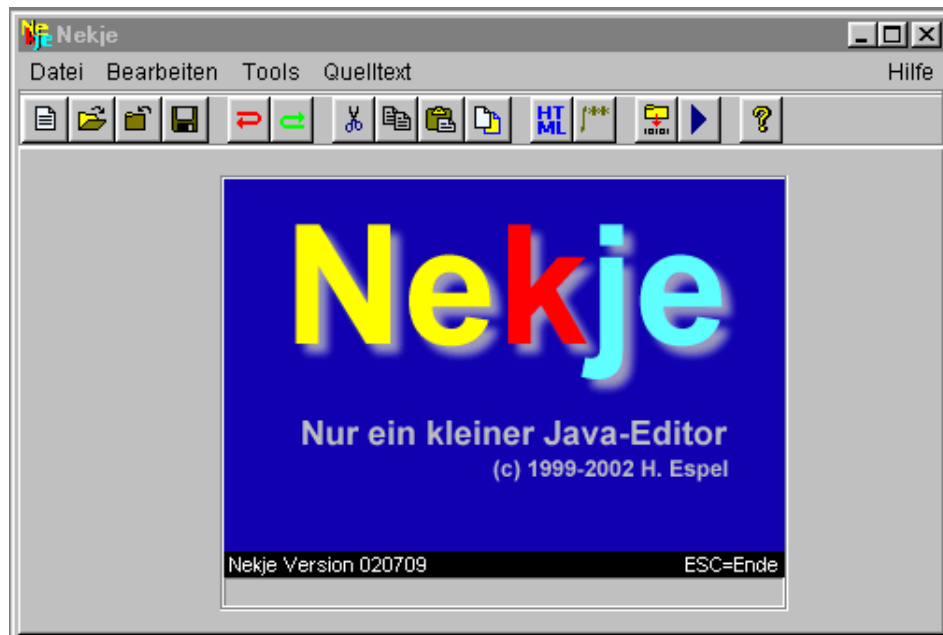 Nekje
Datei Bearbeiten Tools Quelltext Hilfe
HTML /**
Nekje
Nur ein kleiner Java-Editor
(c) 1999-2002 H. Espel
Nekje Version 020709 ESC=Ende